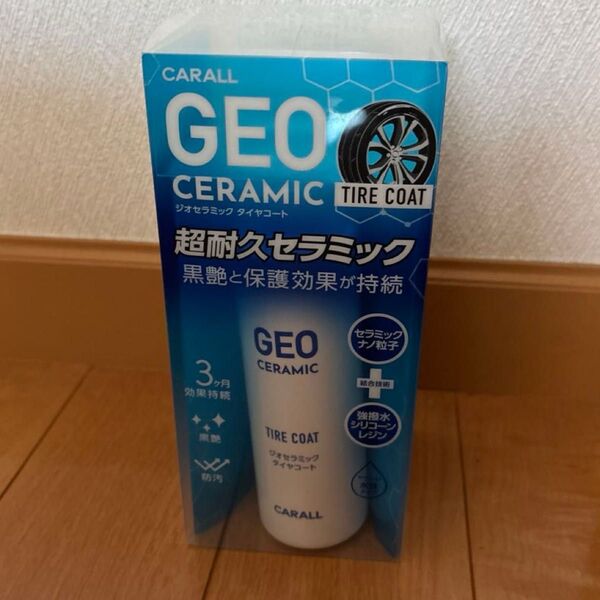 CARALL
GEO
CERAMIC
TIRE COAT
ジオセラミック タイヤコート
超耐久セラミック
黒艶と保護効果が持続
3ヶ月
効果持続
黒艶
防汚
セラミック
ナノ粒子
結合技術
強撥水
シリコーン
レジン
GEO
CERAMIC
TIRE COAT
ジオセラミック
タイヤコート
CARALL